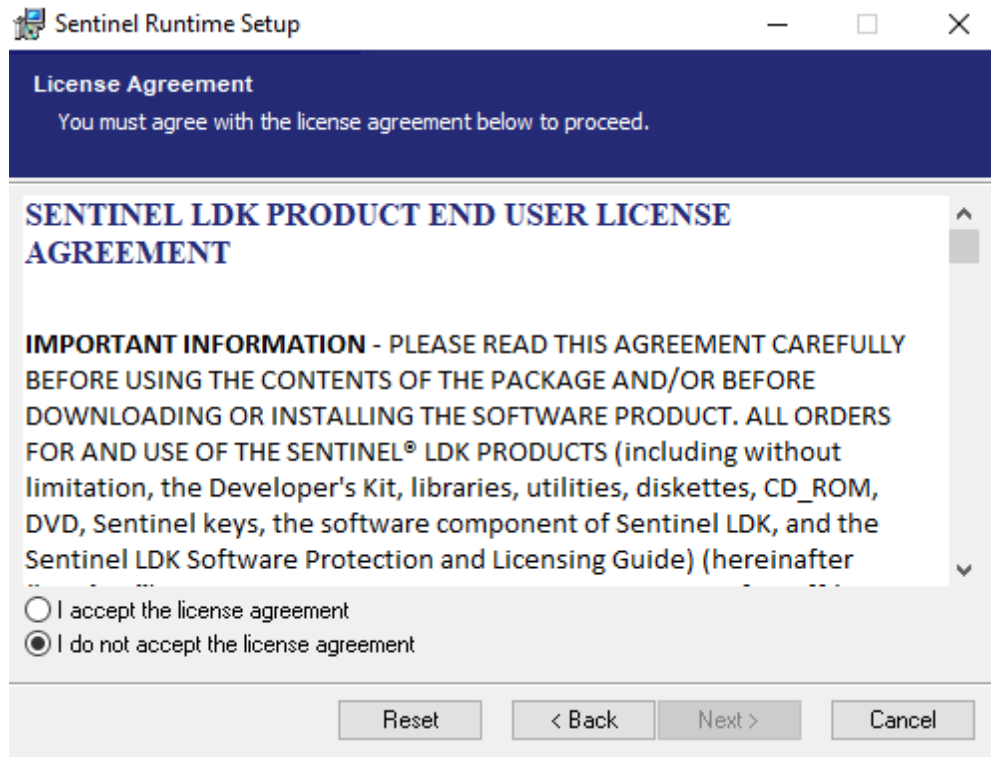 Sentinel Runtime Setup
License Agreement
You must agree with the license agreement below to proceed.
SENTINEL LDK PRODUCT END USER LICENSE
AGREEMENT
IMPORTANT INFORMATION - PLEASE READ THIS AGREEMENT CAREFULLY
BEFORE USING THE CONTENTS OF THE PACKAGE AND/OR BEFORE
DOWNLOADING OR INSTALLING THE SOFTWARE PRODUCT. ALL ORDERS
FOR AND USE OF THE SENTINEL® LDK PRODUCTS (including without
limitation, the Developer's Kit, libraries, utilities, diskettes, CD_ROM,
DVD, Sentinel keys, the software component of Sentinel LDK, and the
Sentinel LDK Software Protection and Licensing Guide) (hereinafter
I accept the license agreement
I do not accept the license agreement
Reset
< Back
Next >
Cancel